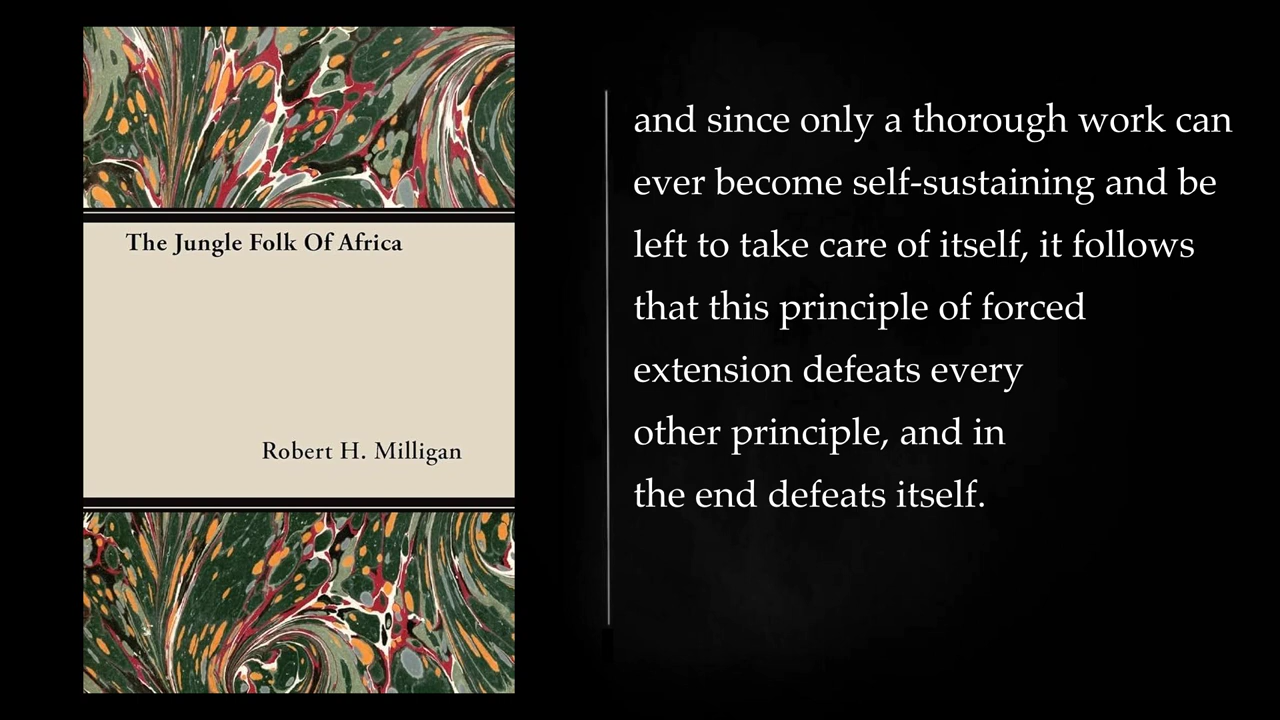 The Jungle Folk Of Africa
Robert H. Milligan
and since only a thorough work can
ever become self-sustaining and be
left to take care of itself, it follows
that this principle of forced
extension defeats every
other principle, and in
the end defeats itself.